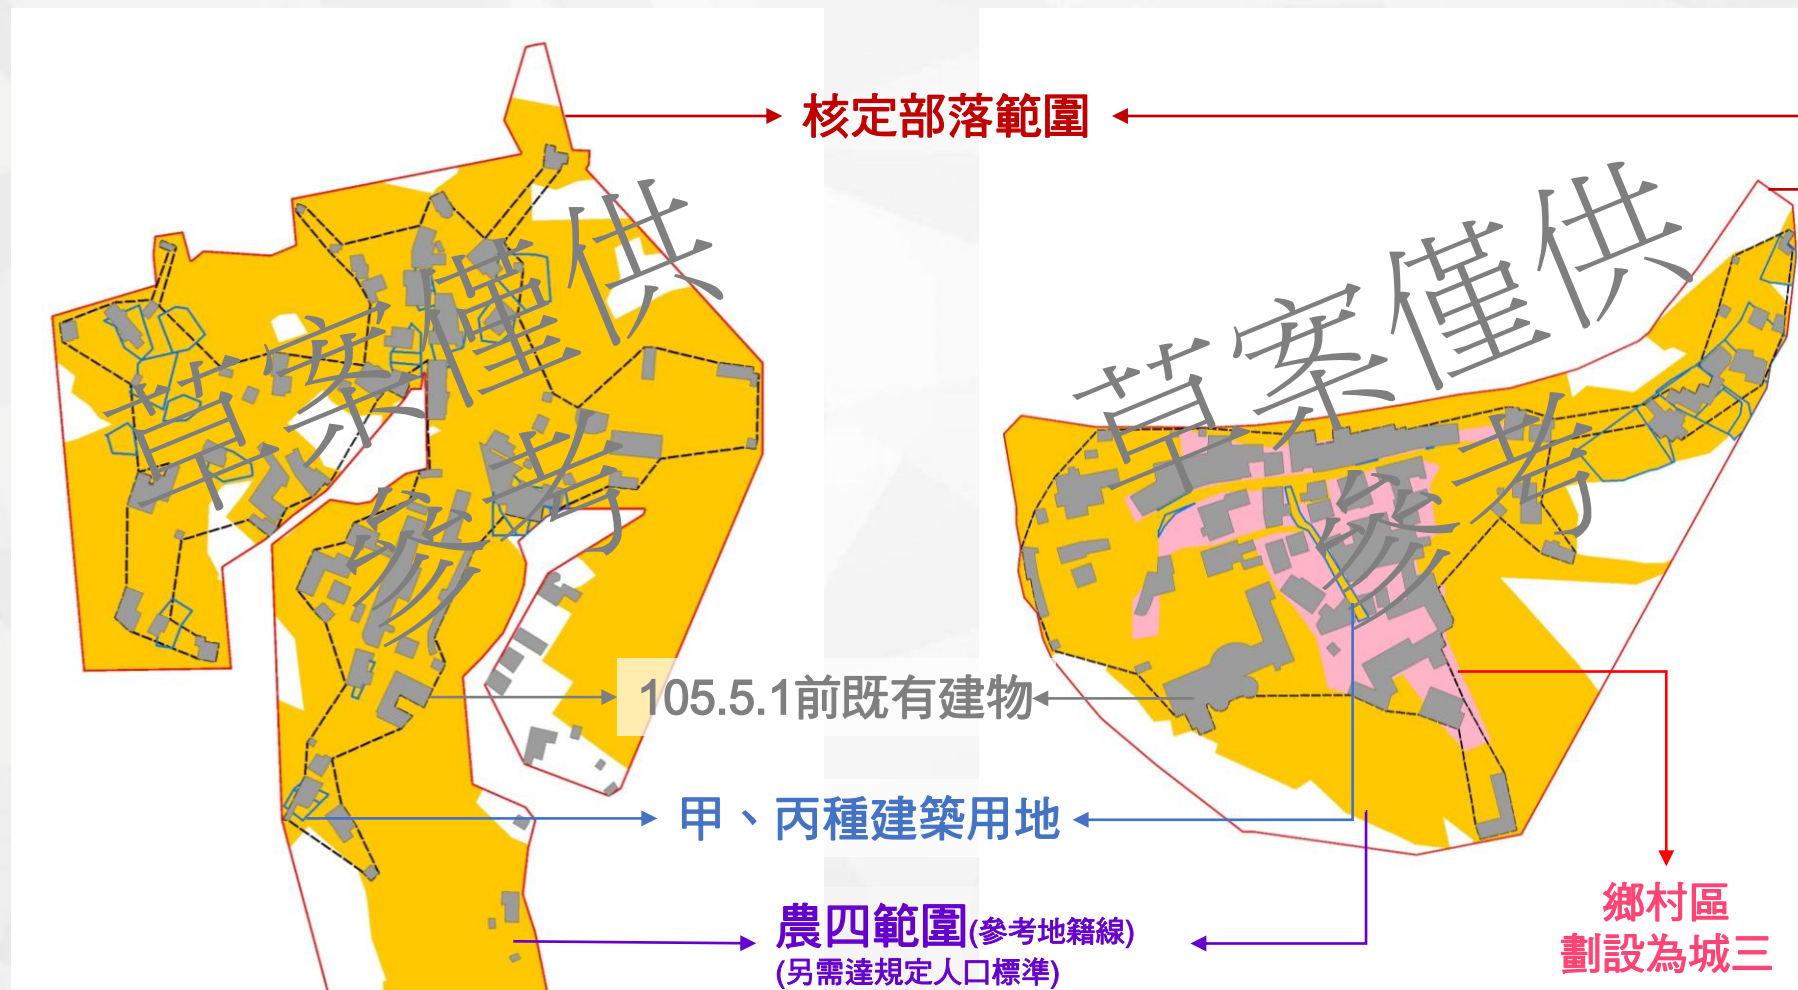 核定部落範圍
草案僅供
參考
草案僅供
參考
105.5.1前既有建物
甲、丙種建築用地
農四範圍(參考地籍線)
(另需達規定人口標準)
鄉村區
劃設為城三